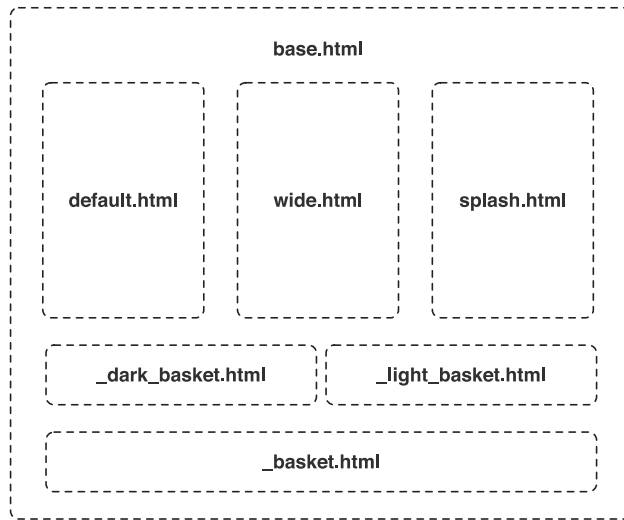 base.html
default.html
wide.html
splash.html
_dark_basket.html
_light_basket.html
_basket.html